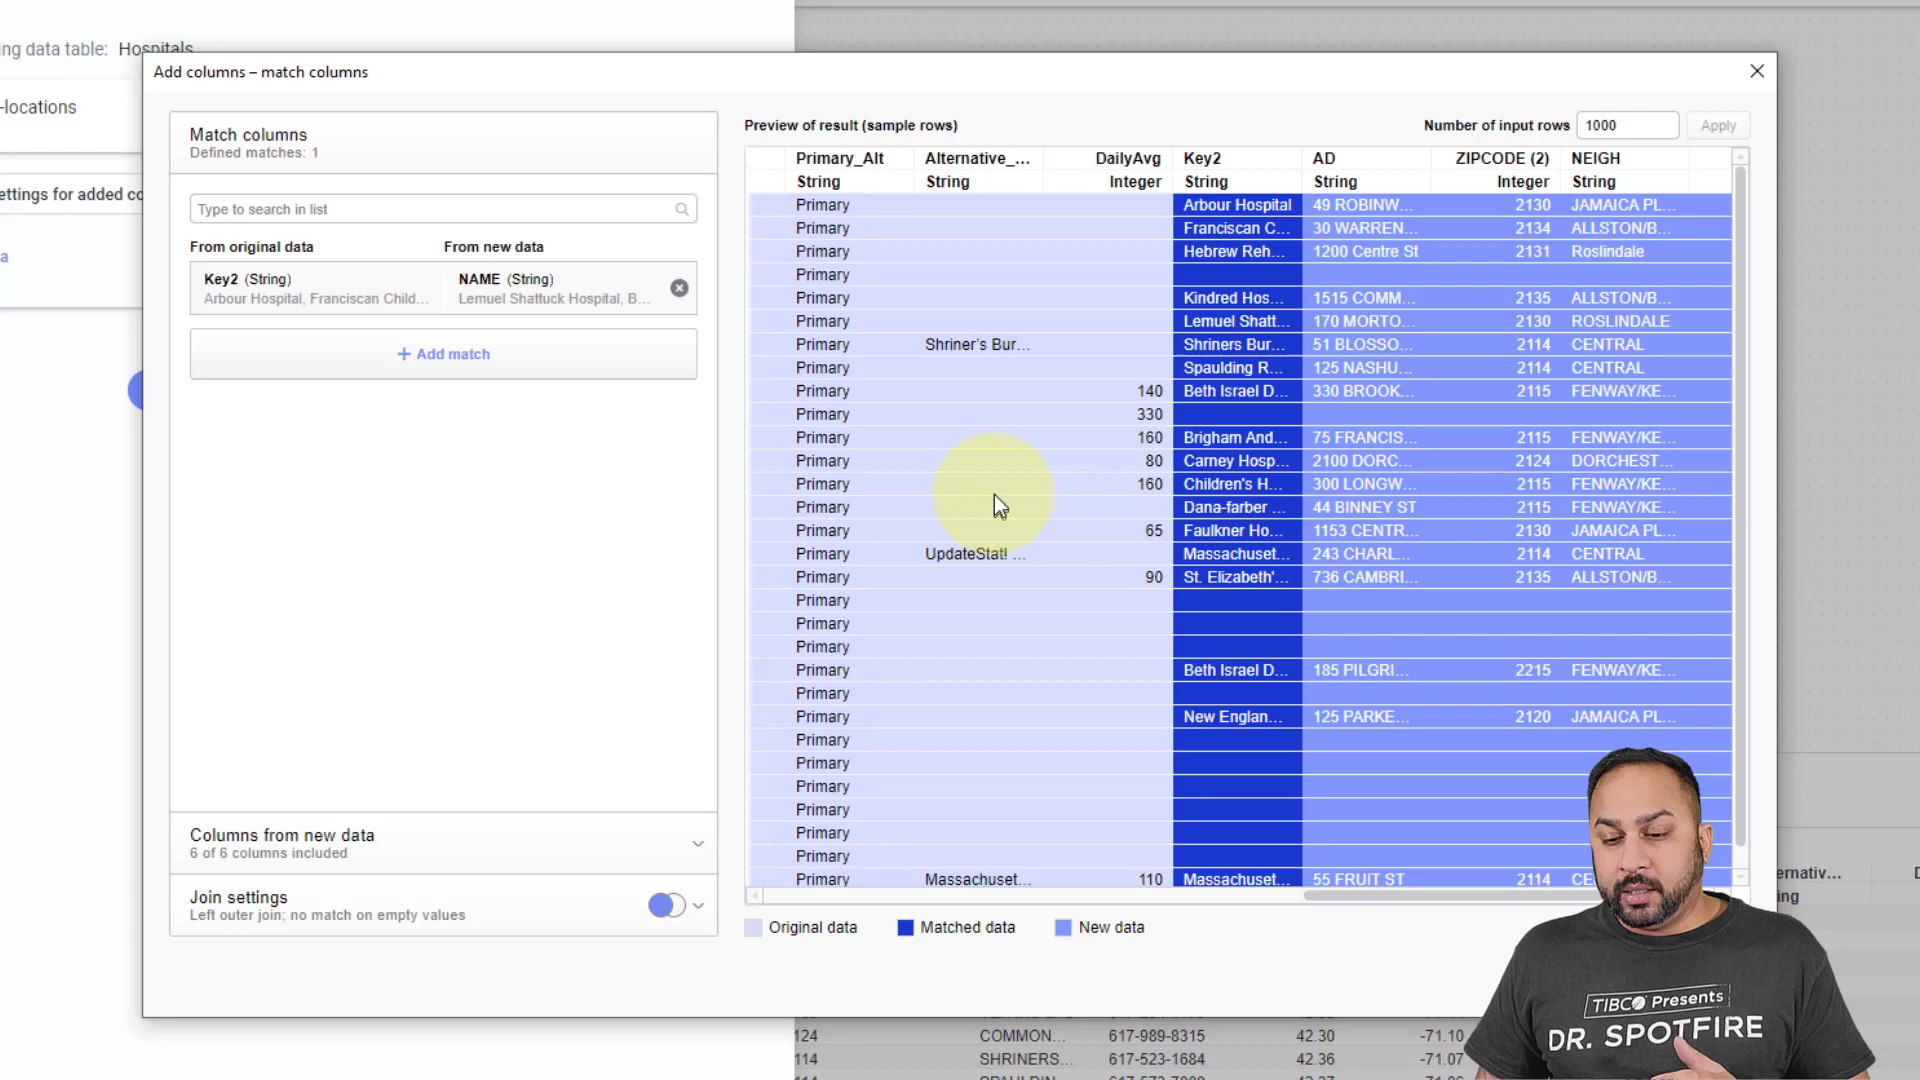 ng data table: Hospitals
-locations
ettings for added co
a
Add columns – match columns
Match columns
Defined matches: 1
Type to search in list
From original data From new data
Key2 (String) NAME (String)
Arbour Hospital, Franciscan Child... Lemuel Shattuck Hospital, B...
+ Add match
Columns from new data
6 of 6 columns included
Join settings
Left outer join; no match on empty values
Preview of result (sample rows) Number of input rows 1000 Apply
Primary_Alt Alternative_... DailyAvg Key2 AD ZIPCODE (2) NEIGH
String String Integer String String Integer String
Primary Arbour Hospital 49 ROBINW... 2130 JAMAICA PL...
Primary Franciscan C... 30 WARREN... 2134 ALLSTON/B...
Primary Hebrew Reh... 1200 Centre St 2131 Roslindale
Primary
Primary Kindred Hos... 1515 COMM... 2135 ALLSTON/B...
Primary Lemuel Shatt... 170 MORTO... 2130 ROSLINDALE
Primary Shriner's Bur... Shriners Bur... 51 BLOSSO... 2114 CENTRAL
Primary Spaulding R... 125 NASHU... 2114 CENTRAL
Primary 140 Beth Israel D... 330 BROOK... 2115 FENWAY/KE...
Primary 330
Primary 160 Brigham And... 75 FRANCIS... 2115 FENWAY/KE...
Primary 80 Carney Hosp... 2100 DORC... 2124 DORCHEST...
Primary 160 Children's H... 300 LONGW... 2115 FENWAY/KE...
Primary Dana-farber ... 44 BINNEY ST 2115 FENWAY/KE...
Primary 65 Faulkner Ho... 1153 CENTR... 2130 JAMAICA PL...
Primary UpdateStat! ... Massachuset... 243 CHARL... 2114 CENTRAL
Primary 90 St. Elizabeth'... 736 CAMBRI... 2135 ALLSTON/B...
Primary
Primary
Primary
Primary Beth Israel D... 185 PILGRI... 2215 FENWAY/KE...
Primary
Primary New Englan... 125 PARKE... 2120 JAMAICA PL...
Primary
Primary
Primary
Primary
Primary
Primary
Primary Massachuset... 110 Massachuset... 55 FRUIT ST 2114 CE
Original data Matched data New data
ernativ... D
ing
124 COMMON... 617-989-8315 42.30 -71.10
114 SHRINERS... 617-523-1684 42.36 -71.07
TIBCO Presents
DR. SPOTFIRE